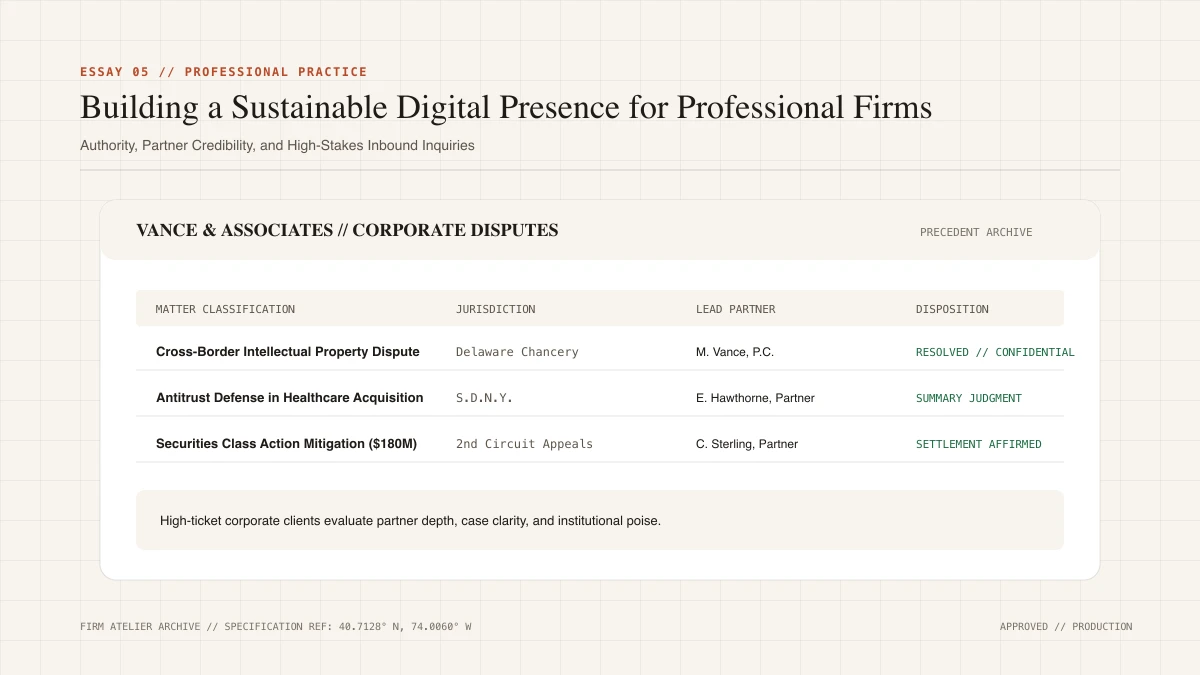 ESSAY 05 // PROFESSIONAL PRACTICE
Building a Sustainable Digital Presence for Professional Firms
Authority, Partner Credibility, and High-Stakes Inbound Inquiries
VANCE & ASSOCIATES // CORPORATE DISPUTES
PRECEDENT ARCHIVE
MATTER CLASSIFICATION JURISDICTION LEAD PARTNER DISPOSITION
Cross-Border Intellectual Property Dispute Delaware Chancery M. Vance, P.C. RESOLVED // CONFIDENTIAL
Antitrust Defense in Healthcare Acquisition S.D.N.Y. E. Hawthorne, Partner SUMMARY JUDGMENT
Securities Class Action Mitigation ($180M) 2nd Circuit Appeals C. Sterling, Partner SETTLEMENT AFFIRMED
High-ticket corporate clients evaluate partner depth, case clarity, and institutional poise.
FIRM ATELIER ARCHIVE // SPECIFICATION REF: 40.7128° N, 74.0060° W
APPROVED // PRODUCTION